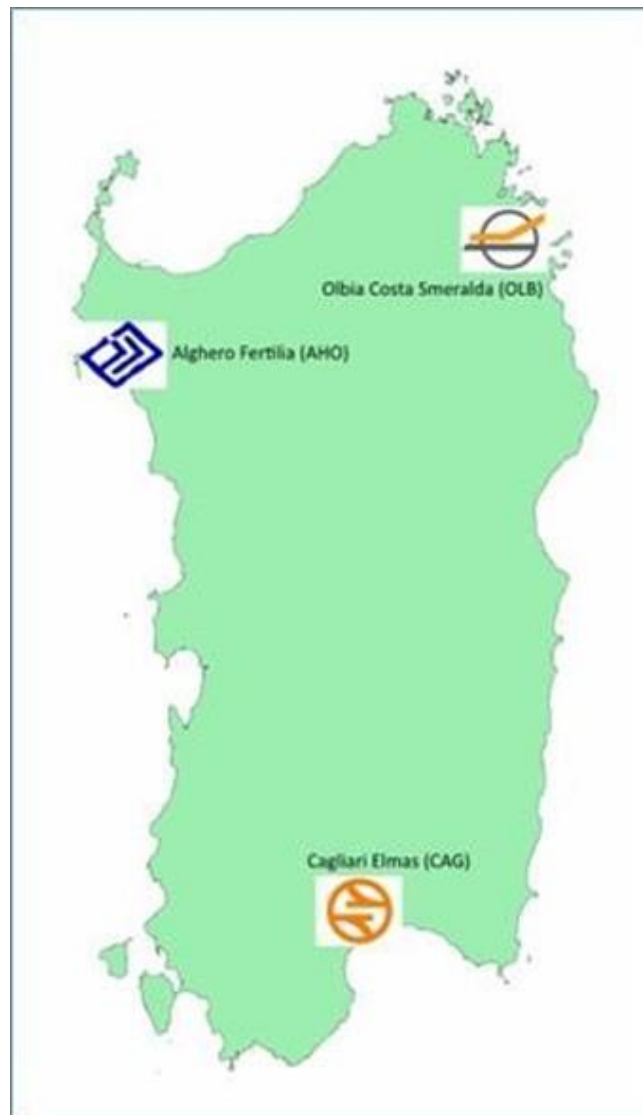 Olbia Costa Smeralda (OLB)
Alghero Fertilia (AHO)
Cagliari Elmas (CAG)